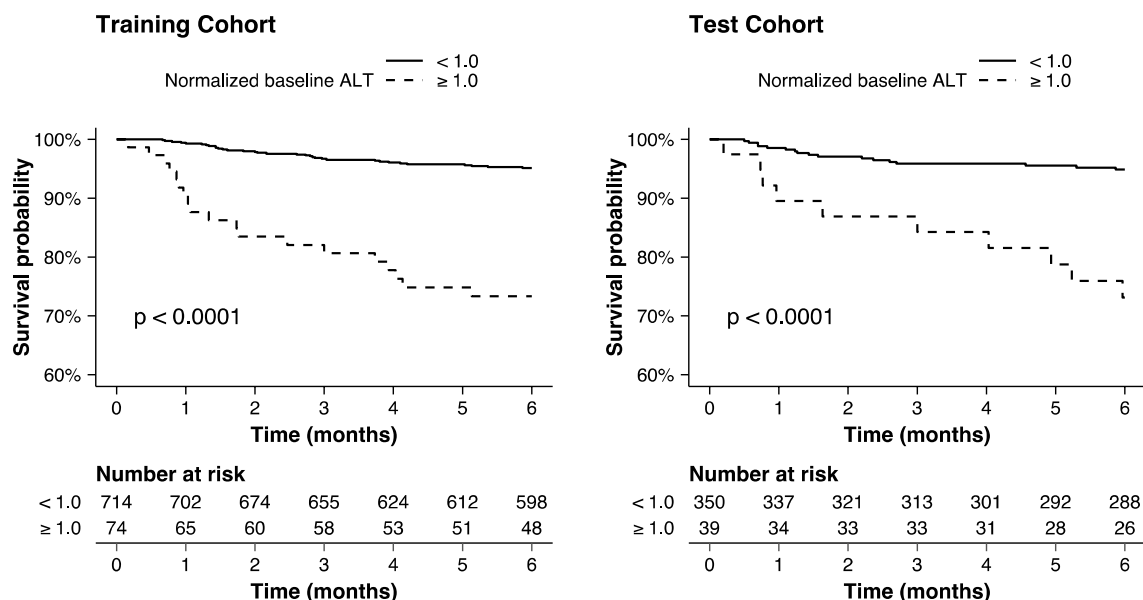 Training Cohort
Normalized baseline ALT
< 1.0
≥ 1.0
Survival probability
100%
90%
80%
70%
60%
p < 0.0001
0 1 2 3 4 5 6
Time (months)
Number at risk
< 1.0 714 702 674 655 624 612 598
≥ 1.0 74 65 60 58 53 51 48
0 1 2 3 4 5 6
Time (months)
Test Cohort
Normalized baseline ALT
< 1.0
≥ 1.0
Survival probability
100%
90%
80%
70%
60%
p < 0.0001
0 1 2 3 4 5 6
Time (months)
Number at risk
< 1.0 350 337 321 313 301 292 288
≥ 1.0 39 34 33 33 31 28 26
0 1 2 3 4 5 6
Time (months)